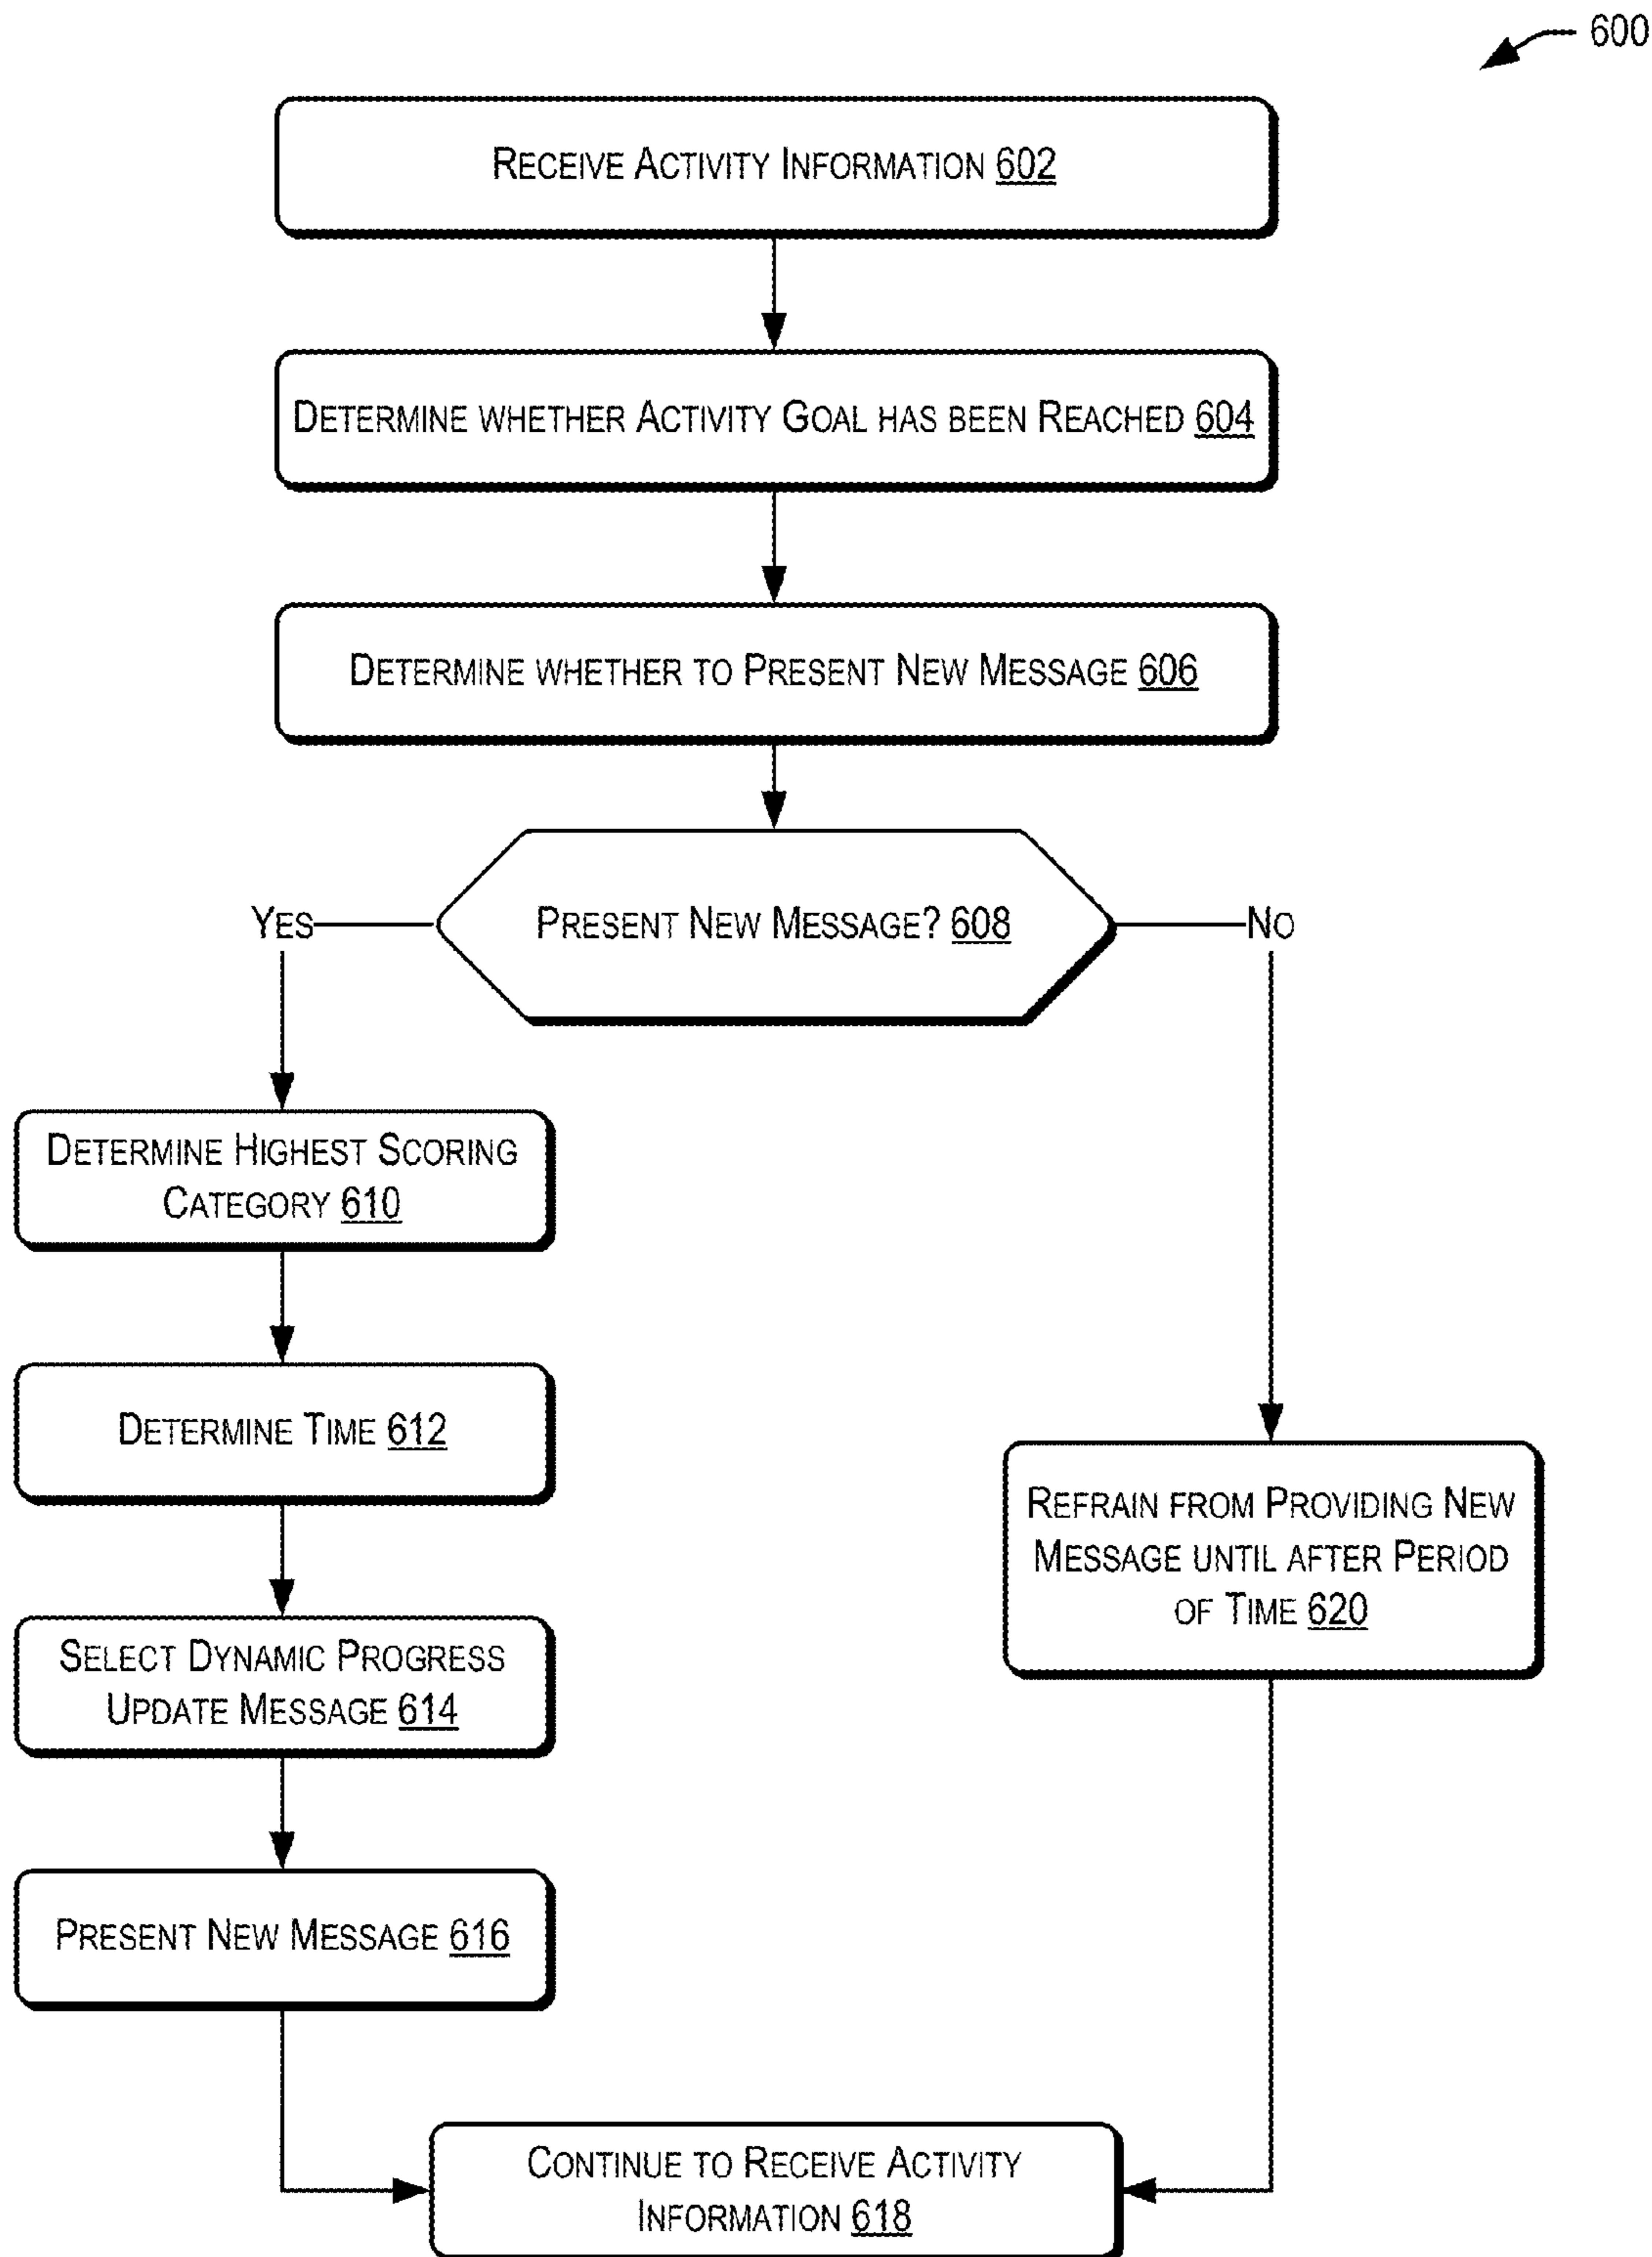 600
RECEIVE ACTIVITY INFORMATION 602
DETERMINE WHETHER ACTIVITY GOAL HAS BEEN REACHED 604
DETERMINE WHETHER TO PRESENT NEW MESSAGE 606
YES
PRESENT NEW MESSAGE? 608
NO
DETERMINE HIGHEST SCORING
CATEGORY 610
DETERMINE TIME 612
SELECT DYNAMIC PROGRESS
UPDATE MESSAGE 614
PRESENT NEW MESSAGE 616
REFRAIN FROM PROVIDING NEW
MESSAGE UNTIL AFTER PERIOD
OF TIME 620
CONTINUE TO RECEIVE ACTIVITY
INFORMATION 618